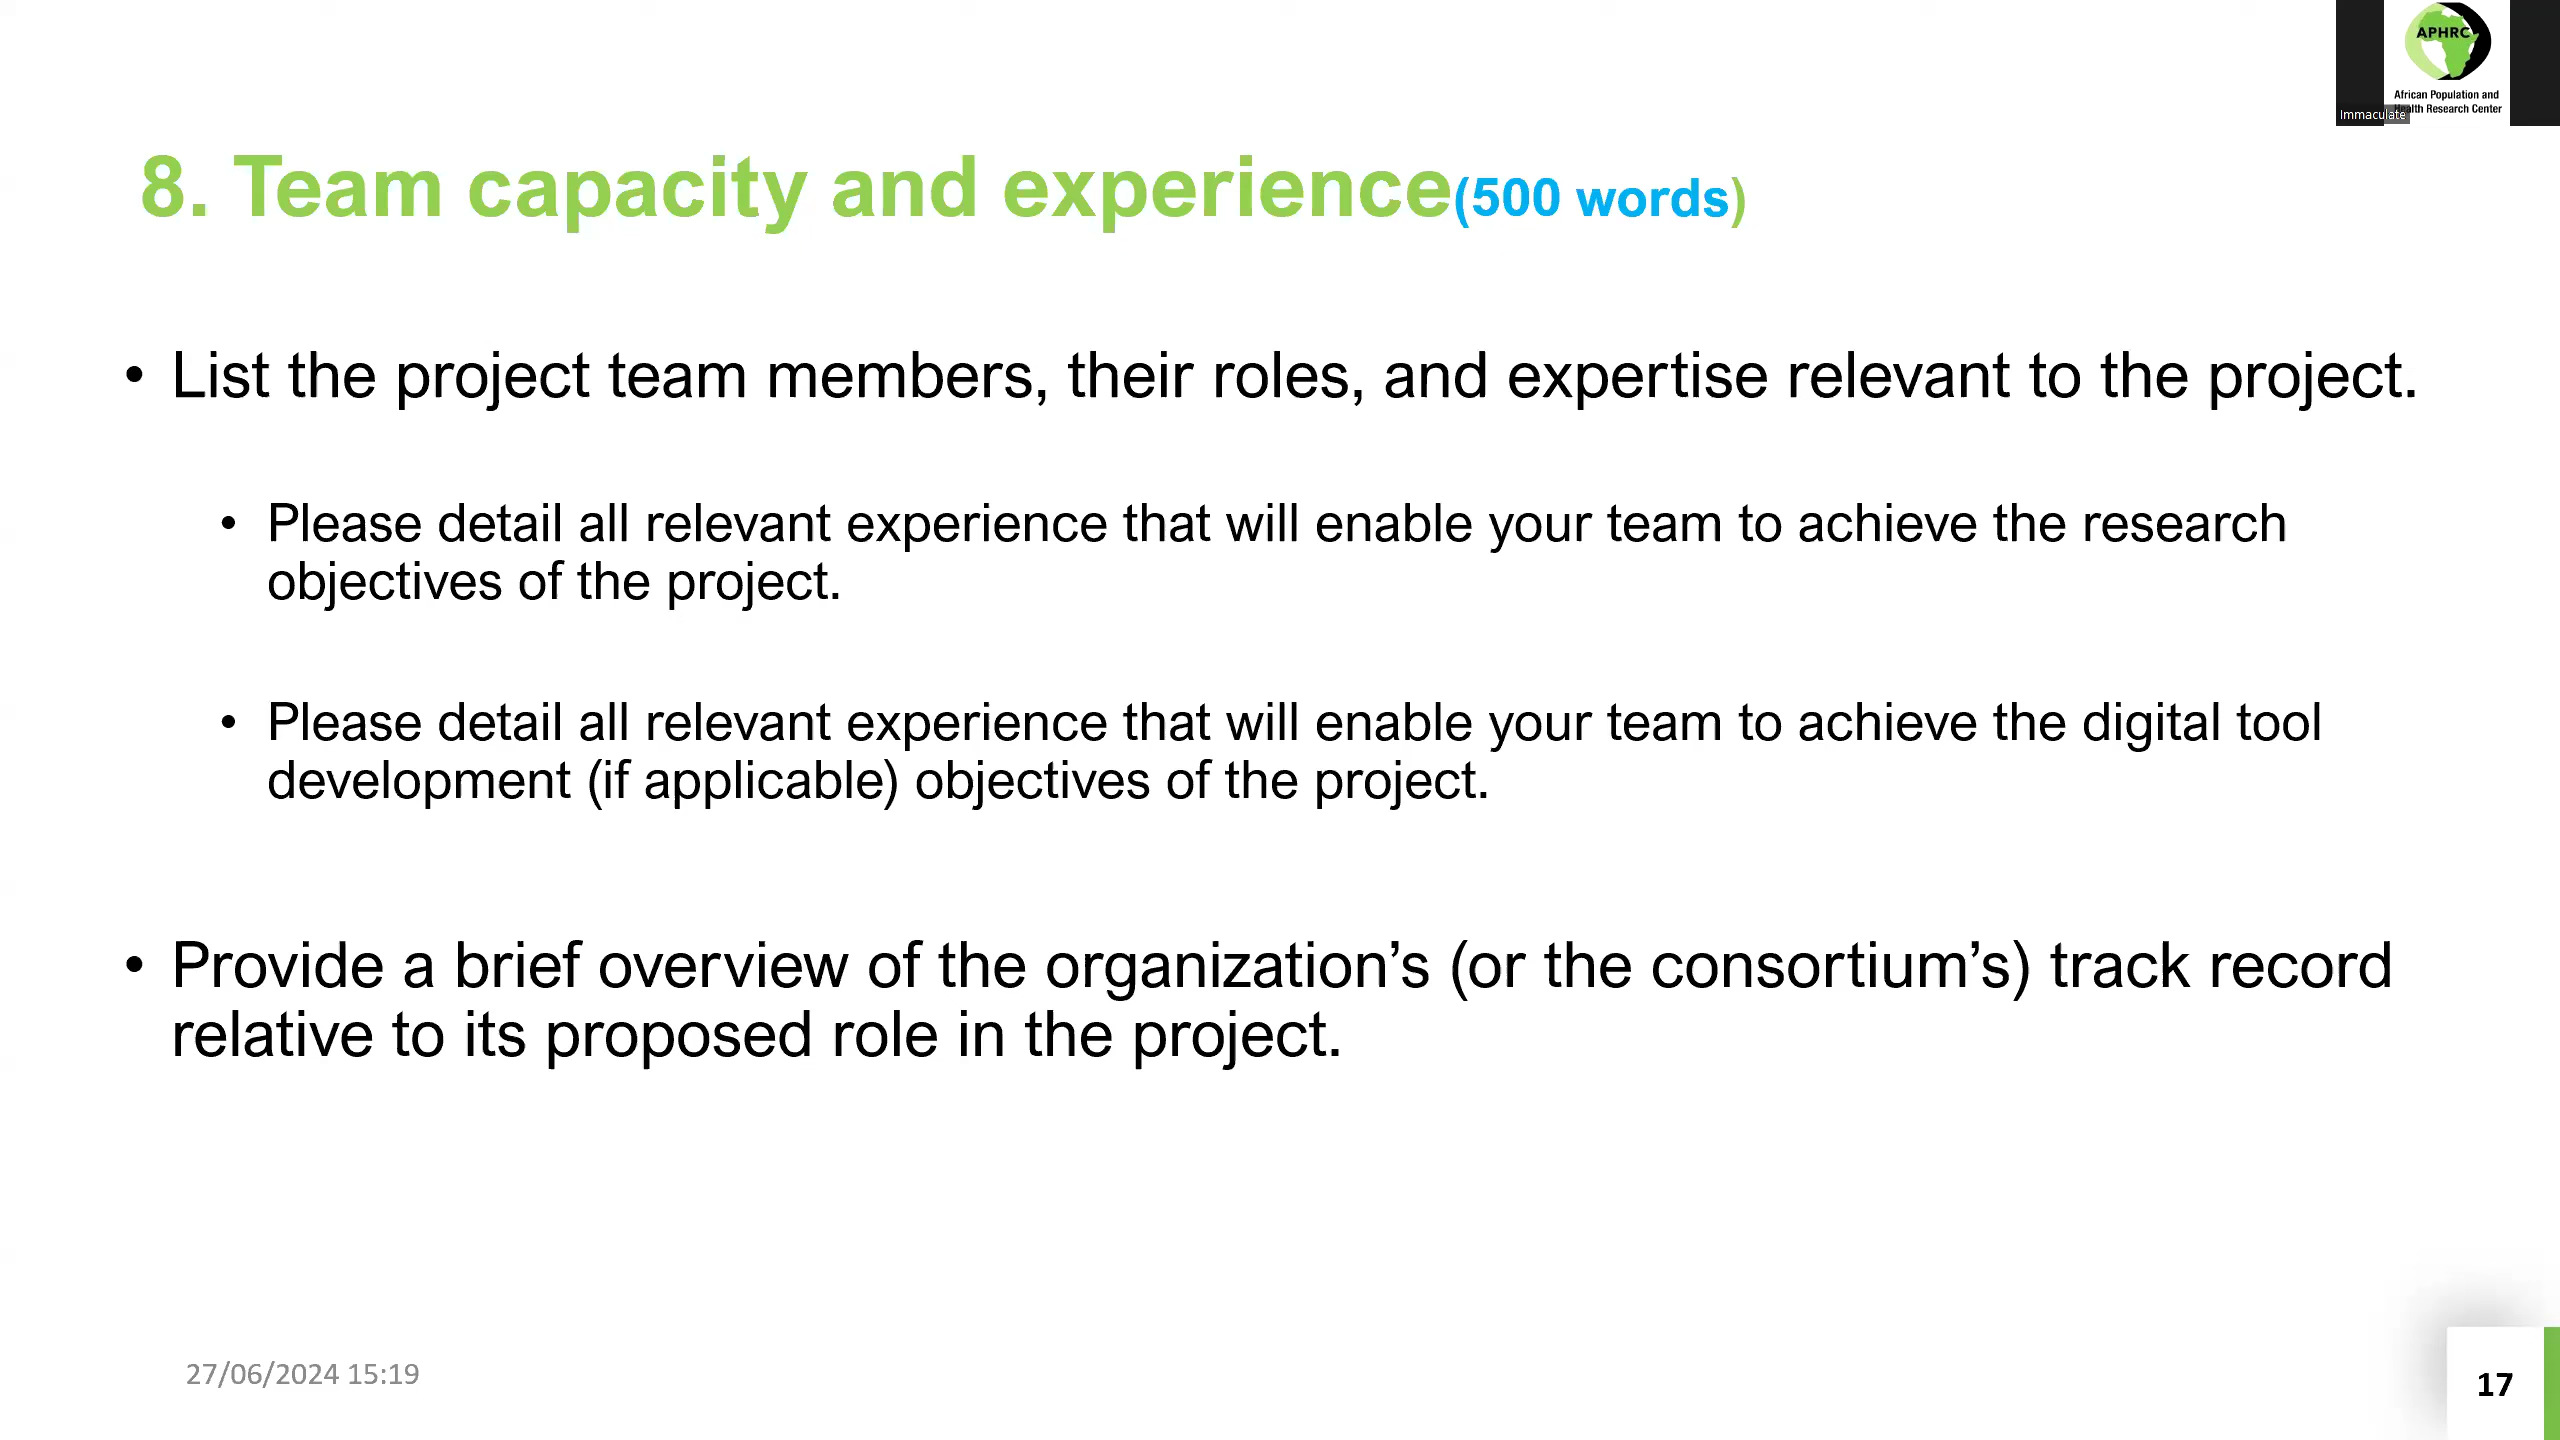 APHRC
African Population and
Health Research Center
Immaculate
8. Team capacity and experience(500 words)
• List the project team members, their roles, and expertise relevant to the project.
• Please detail all relevant experience that will enable your team to achieve the research
objectives of the project.
• Please detail all relevant experience that will enable your team to achieve the digital tool
development (if applicable) objectives of the project.
• Provide a brief overview of the organization’s (or the consortium’s) track record
relative to its proposed role in the project.
27/06/2024 15:19
17